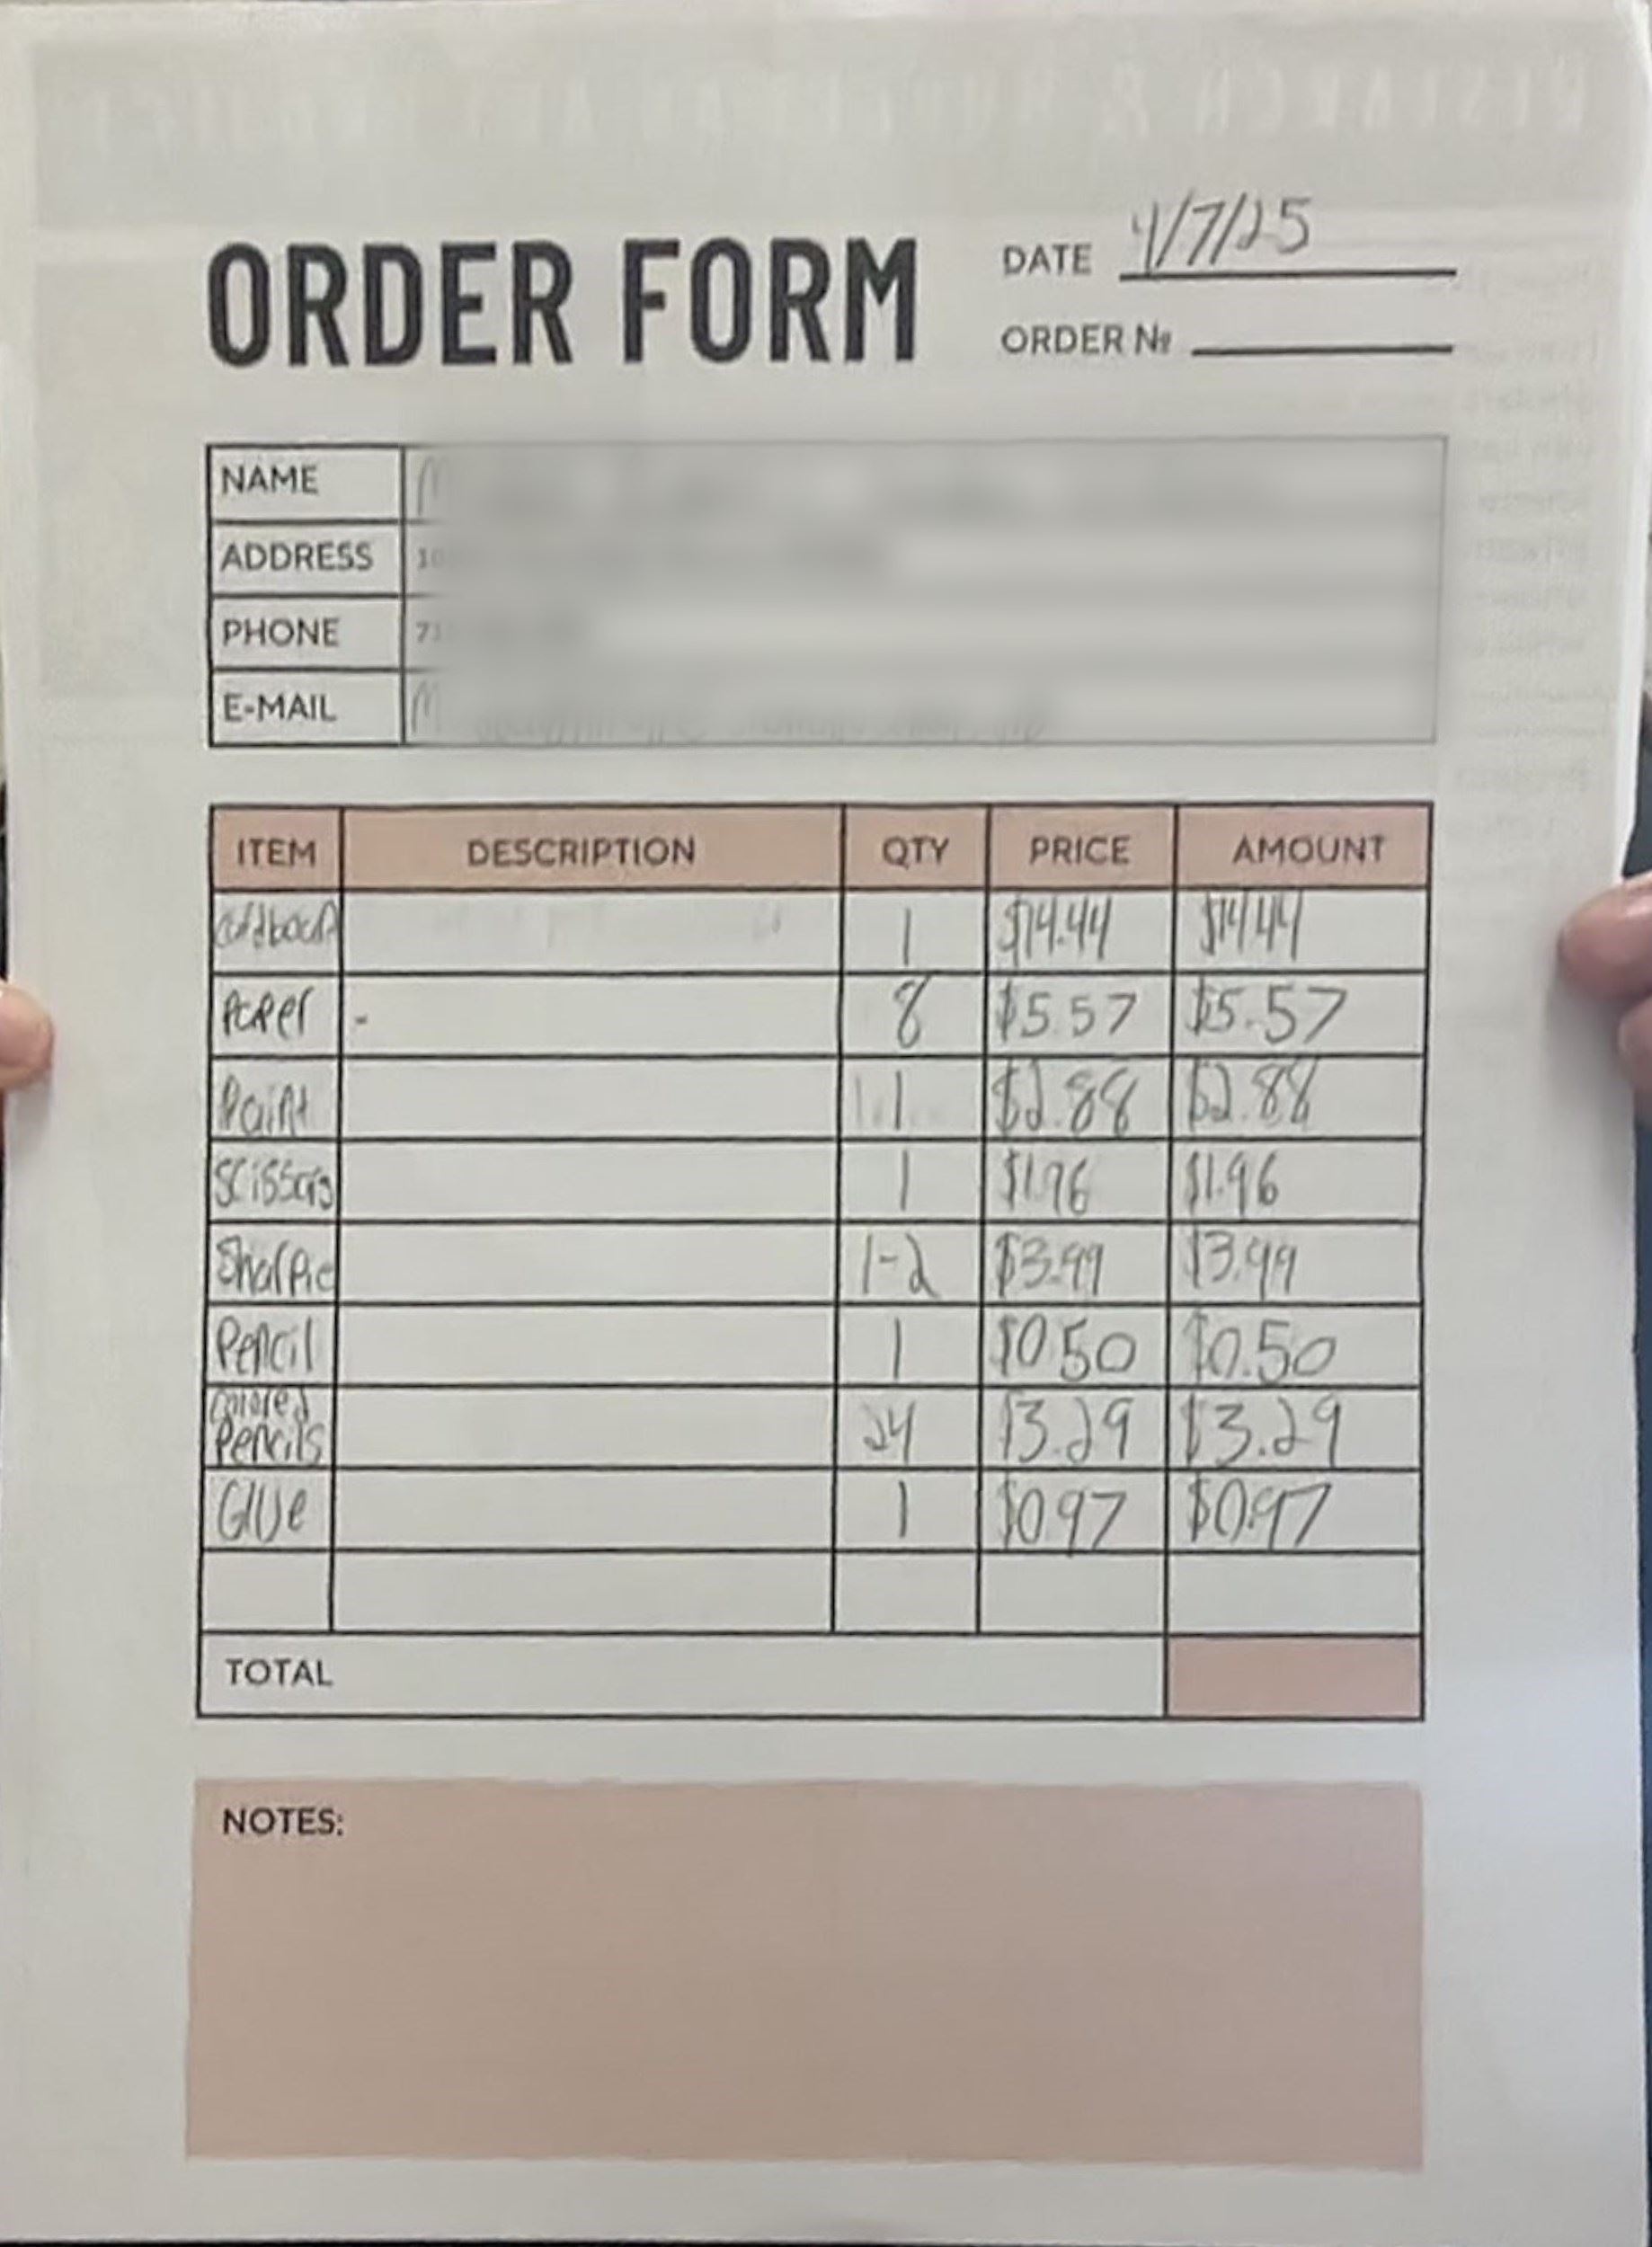 ORDER FORM
DATE 4/7/25
ORDER №
NAME
ADDRESS
PHONE
E-MAIL
ITEM DESCRIPTION QTY PRICE AMOUNT
cardboard 1 $14.44 $14.44
PaPer - 8 $5.57 $5.57
Paint 1 $2.88 $2.88
Scissors 1 $1.96 $1.96
SharPie 1-2 $3.99 $3.99
Pencil 1 $0.50 $0.50
colored
Pencils 24 $3.29 $3.29
Glue 1 $0.97 $0.97
TOTAL
NOTES: